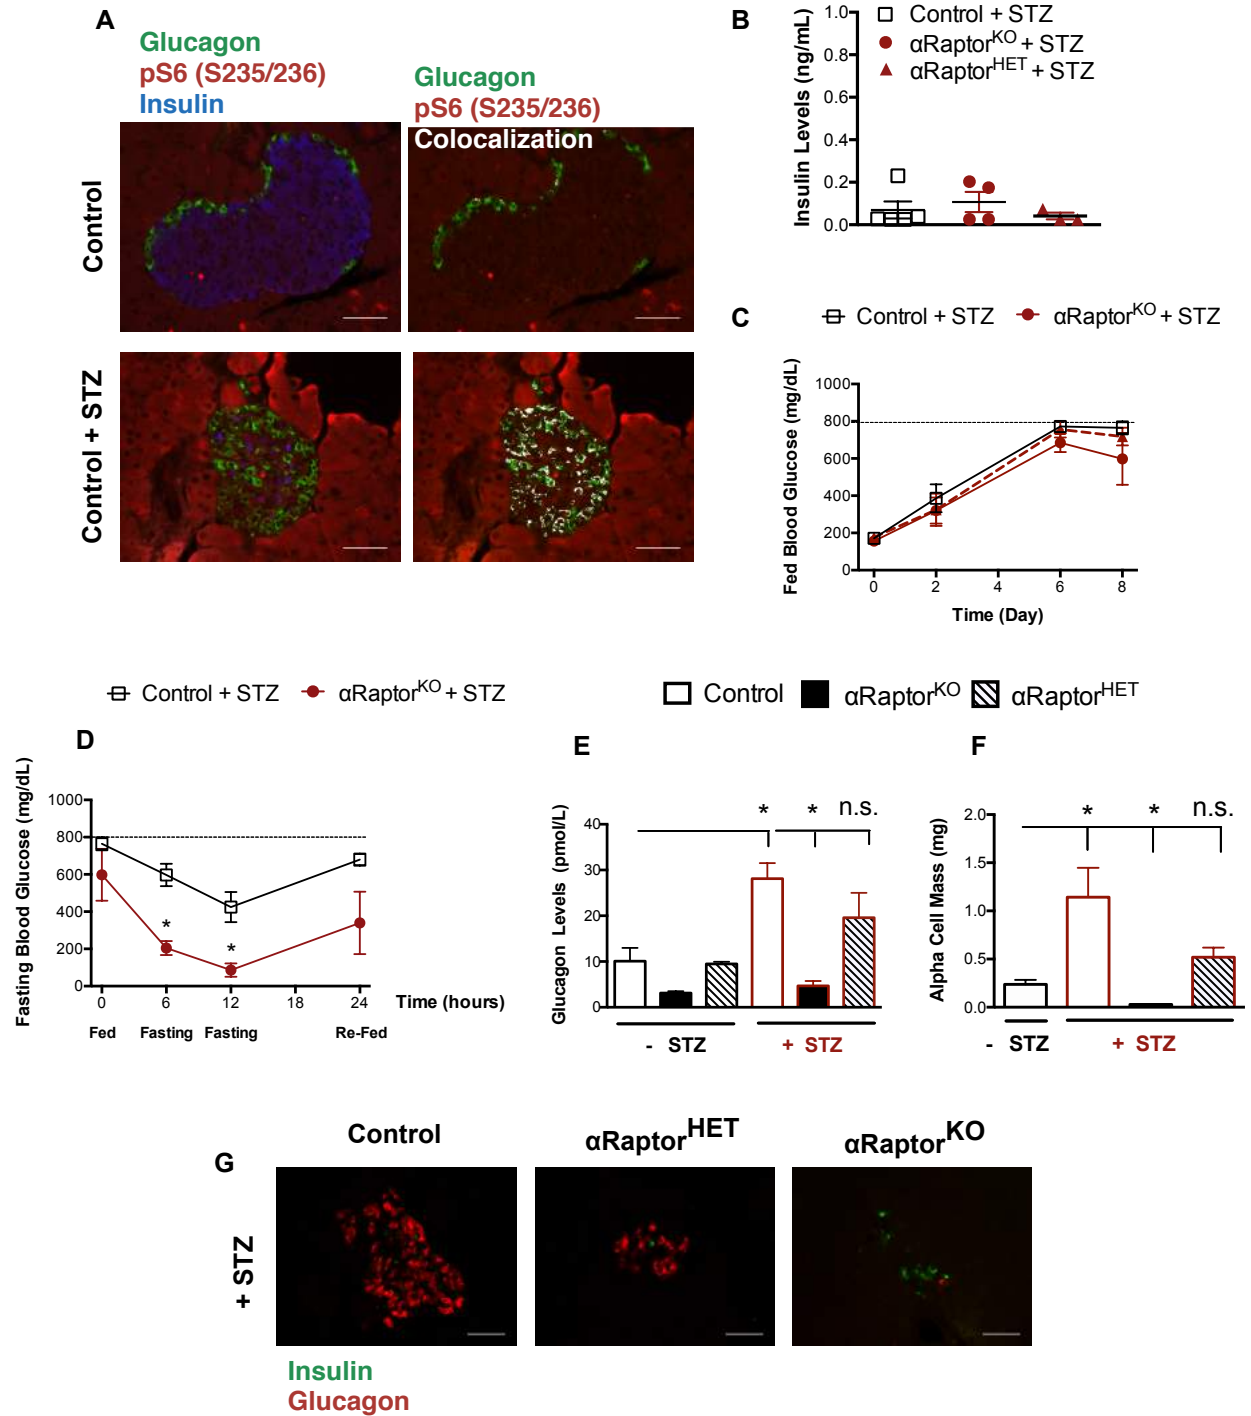 A
Glucagon
pS6 (S235/236)
Insulin
Glucagon
pS6 (S235/236)
Colocalization
Control
Control + STZ
B
Insulin Levels (ng/mL)
1.0
0.8
0.6
0.4
0.2
0.0
Control + STZ
αRaptorKO + STZ
αRaptorHET + STZ
C
Control + STZ
αRaptorKO + STZ
Fed Blood Glucose (mg/dL)
1000
800
600
400
200
0
0 2 4 6 8
Time (Day)
Control + STZ
αRaptorKO + STZ
D
Fasting Blood Glucose (mg/dL)
1000
800
600
400
200
0
*
*
0 6 12 18 24
Time (hours)
Fed Fasting Fasting Re-Fed
Control
αRaptorKO
αRaptorHET
E
Glucagon Levels (pmol/L)
40
30
20
10
0
* * n.s.
- STZ
+ STZ
F
Alpha Cell Mass (mg)
2.0
1.5
1.0
0.5
0.0
* * n.s.
- STZ
+ STZ
G
Control
αRaptorHET
αRaptorKO
+ STZ
Insulin
Glucagon